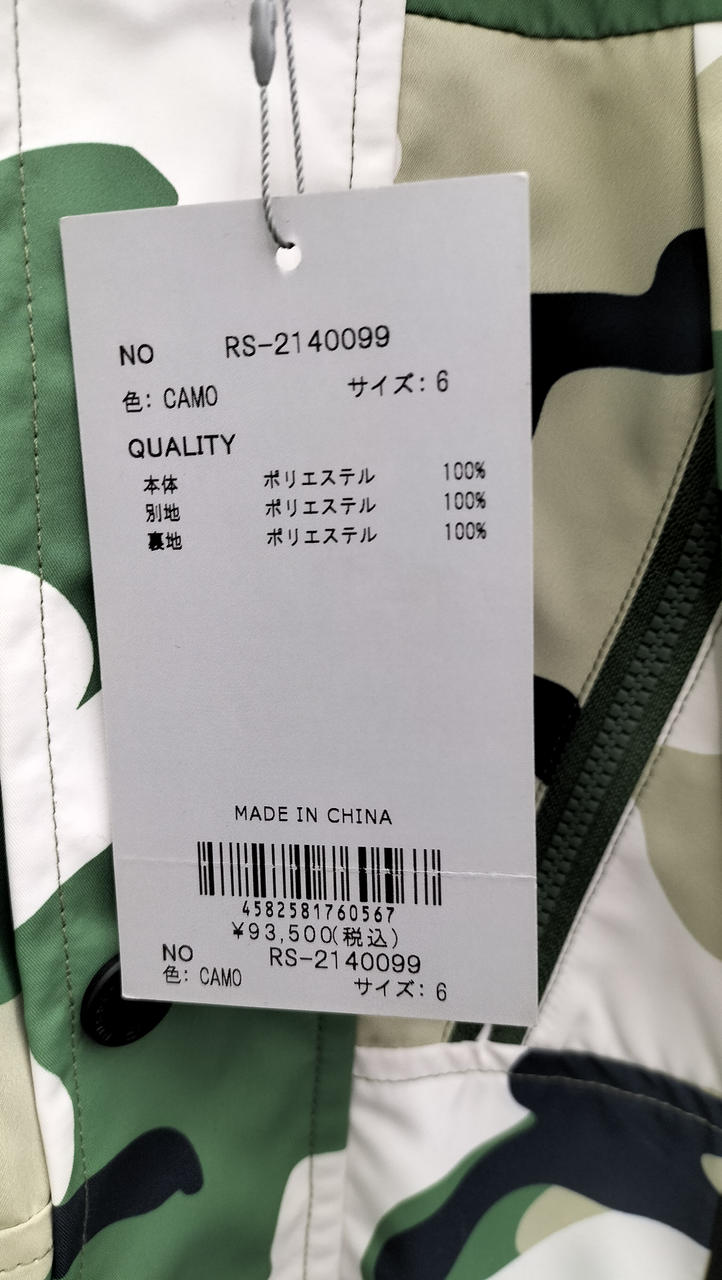 NO RS-2140099
色: CAMO サイズ: 6
QUALITY
本体 ポリエステル 100%
別地 ポリエステル 100%
裏地 ポリエステル 100%
MADE IN CHINA
4582581760567
¥93,500(税込)
NO RS-2140099
色: CAMO サイズ: 6